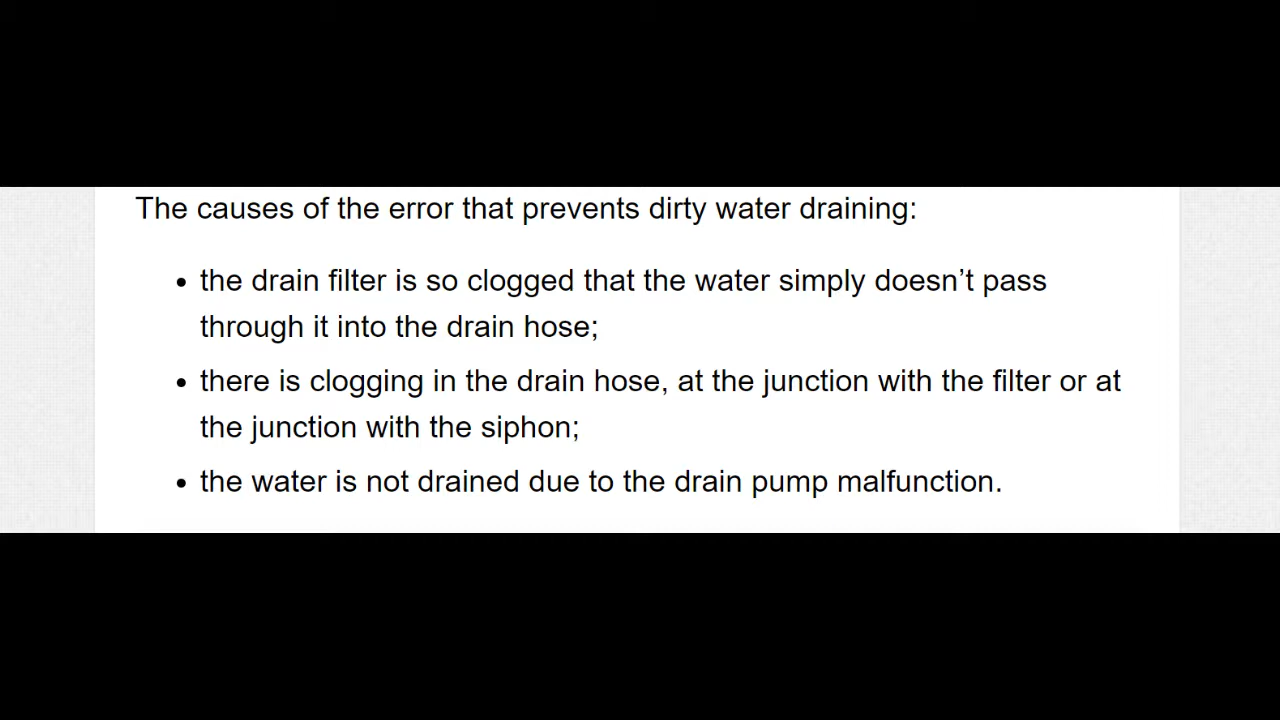 The causes of the error that prevents dirty water draining:
• the drain filter is so clogged that the water simply doesn’t pass
through it into the drain hose;
• there is clogging in the drain hose, at the junction with the filter or at
the junction with the siphon;
• the water is not drained due to the drain pump malfunction.